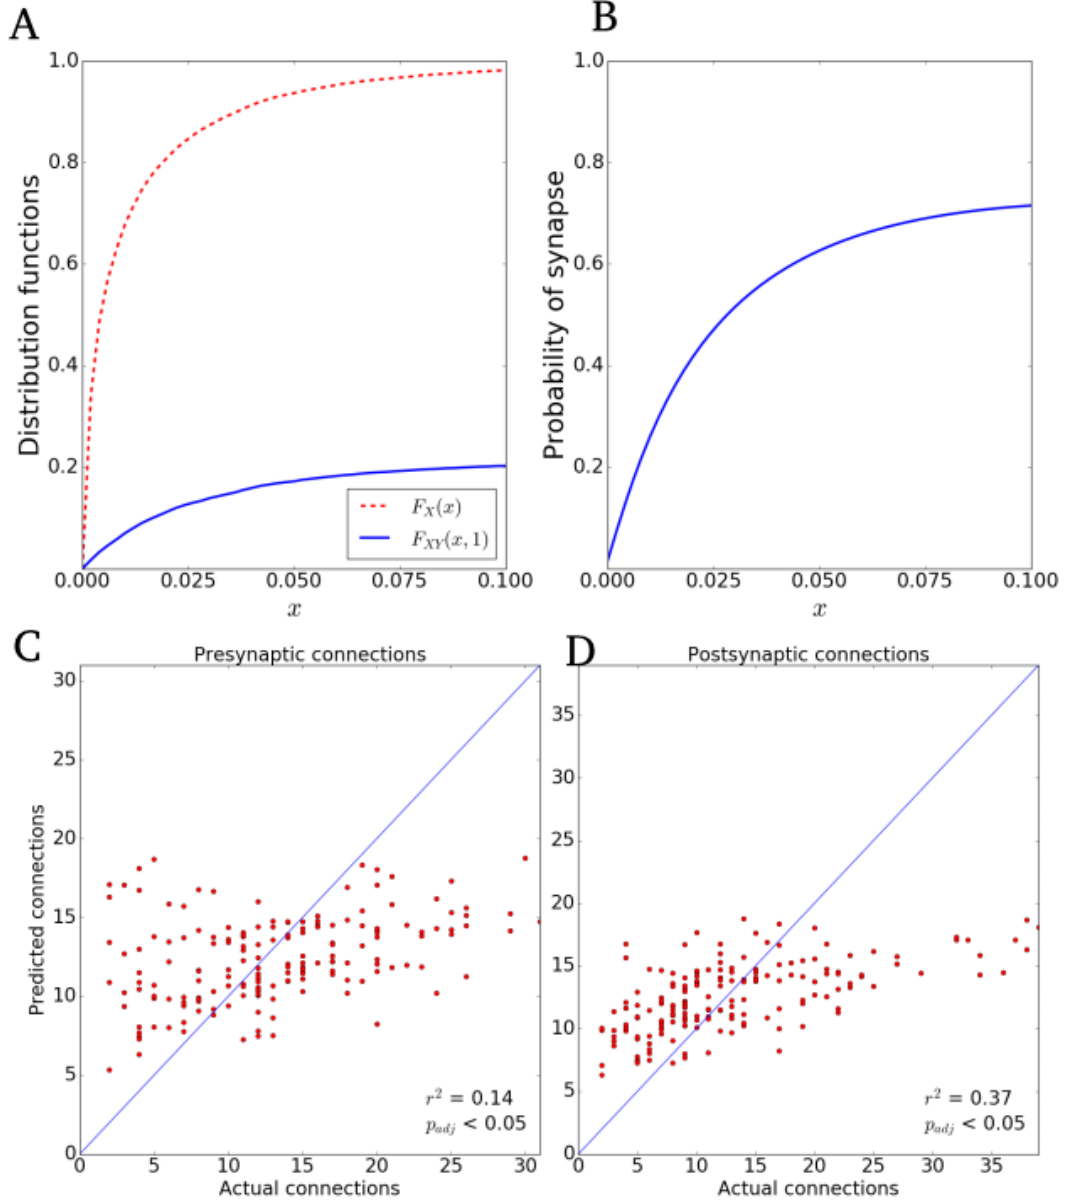 A
B
1.0
0.8
0.6
0.4
0.2
0.000
0.025
0.050
0.075
0.100
Distribution functions
x
F_X(x)
F_XY(x, 1)
1.0
0.8
0.6
0.4
0.2
0.000
0.025
0.050
0.075
0.100
Probability of synapse
x
C
Presynaptic connections
30
25
20
15
10
5
0
0
5
10
15
20
25
30
Predicted connections
Actual connections
r² = 0.14
p_adj < 0.05
D
Postsynaptic connections
35
30
25
20
15
10
5
0
0
5
10
15
20
25
30
35
Actual connections
r² = 0.37
p_adj < 0.05